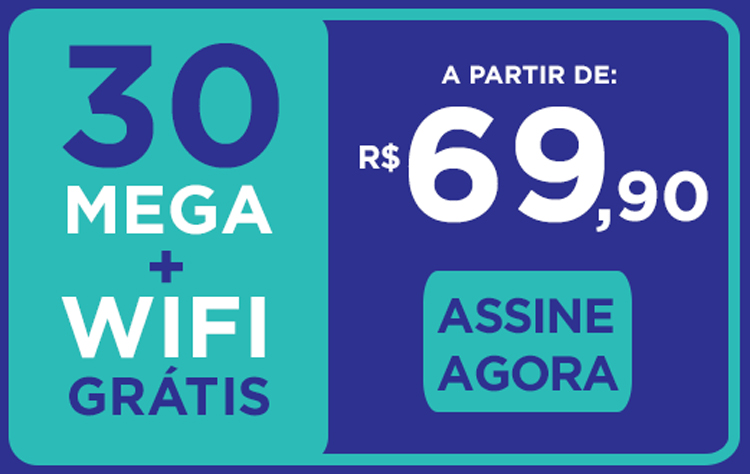 30
MEGA
+
WIFI
GRÁTIS
A PARTIR DE:
R$ 69,90
ASSINE
AGORA